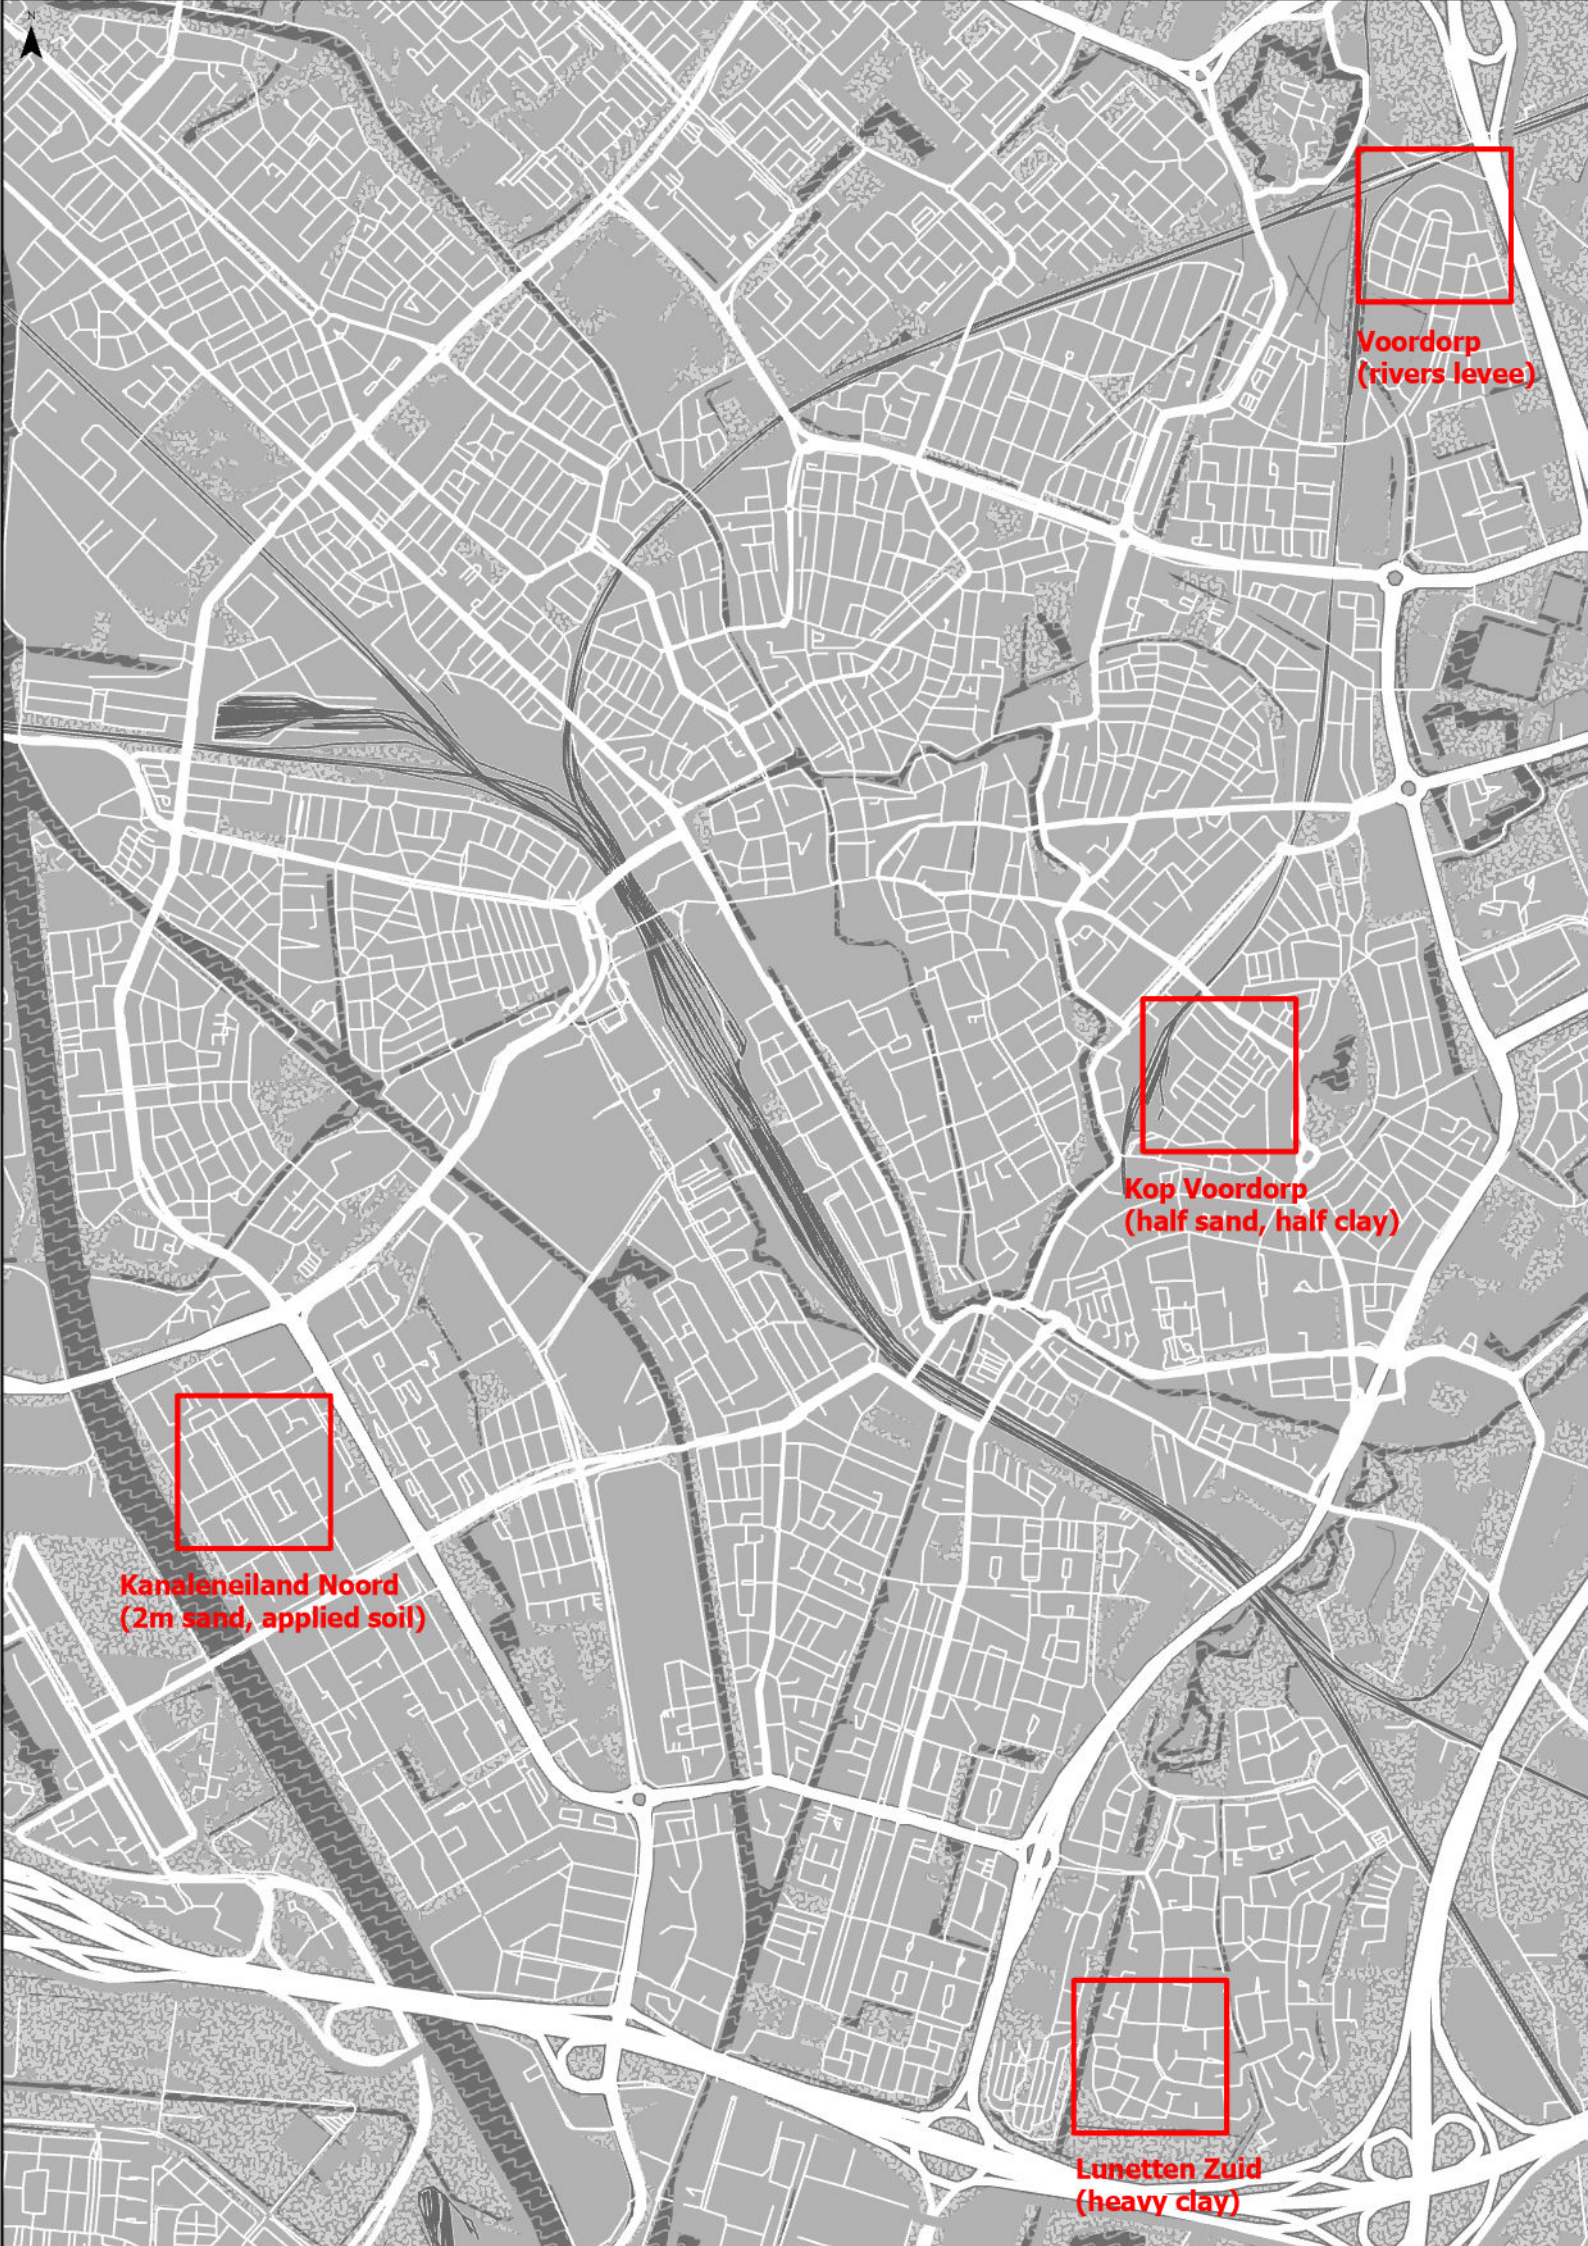 N
Voordorp
(rivers levee)
Kop Voordorp
(half sand, half clay)
Kanaleneiland Noord
(2m sand, applied soil)
Lunetten Zuid
(heavy clay)